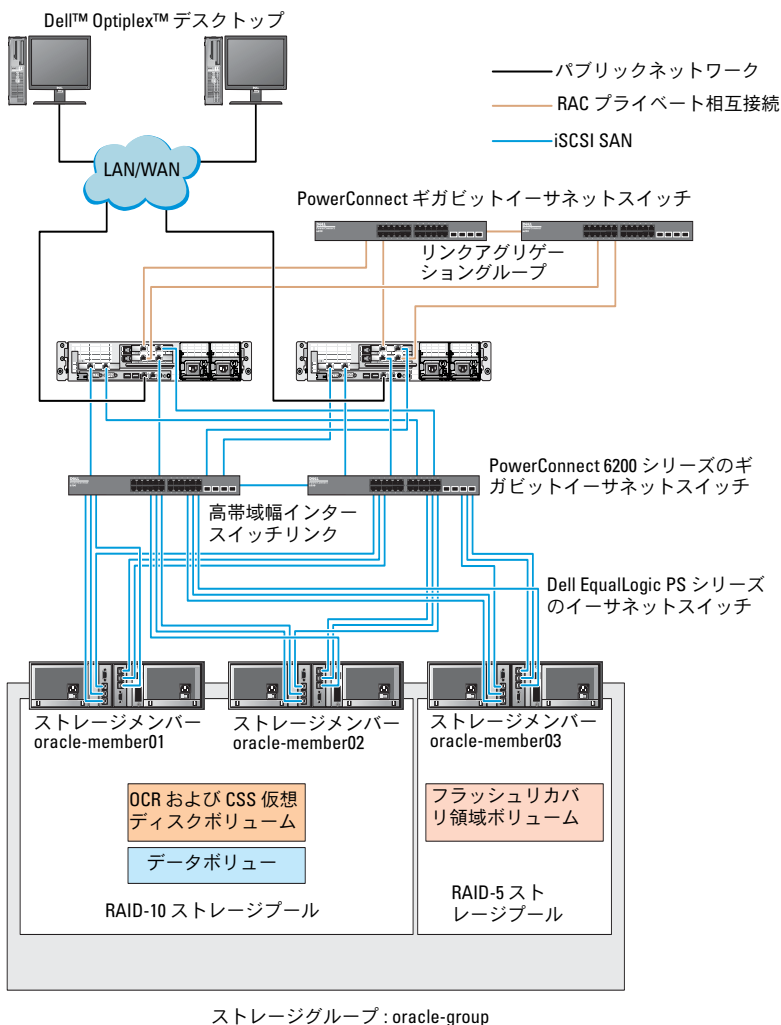 Dell™ Optiplex™ デスクトップ
パブリックネットワーク
RAC プライベート相互接続
iSCSI SAN
LAN/WAN
PowerConnect ギガビットイーサネットスイッチ
リンクアグリゲー
ショングループ
PowerConnect 6200 シリーズのギ
ガビットイーサネットスイッチ
高帯域幅インター
スイッチリンク
Dell EqualLogic PS シリーズ
のイーサネットスイッチ
ストレージメンバー
oracle-member01
ストレージメンバー
oracle-member02
ストレージメンバー
oracle-member03
OCR および CSS 仮想
ディスクボリューム
フラッシュリカバ
リ領域ボリューム
データボリュー
RAID-10 ストレージプール
RAID-5 スト
レージプール
ストレージグループ : oracle-group